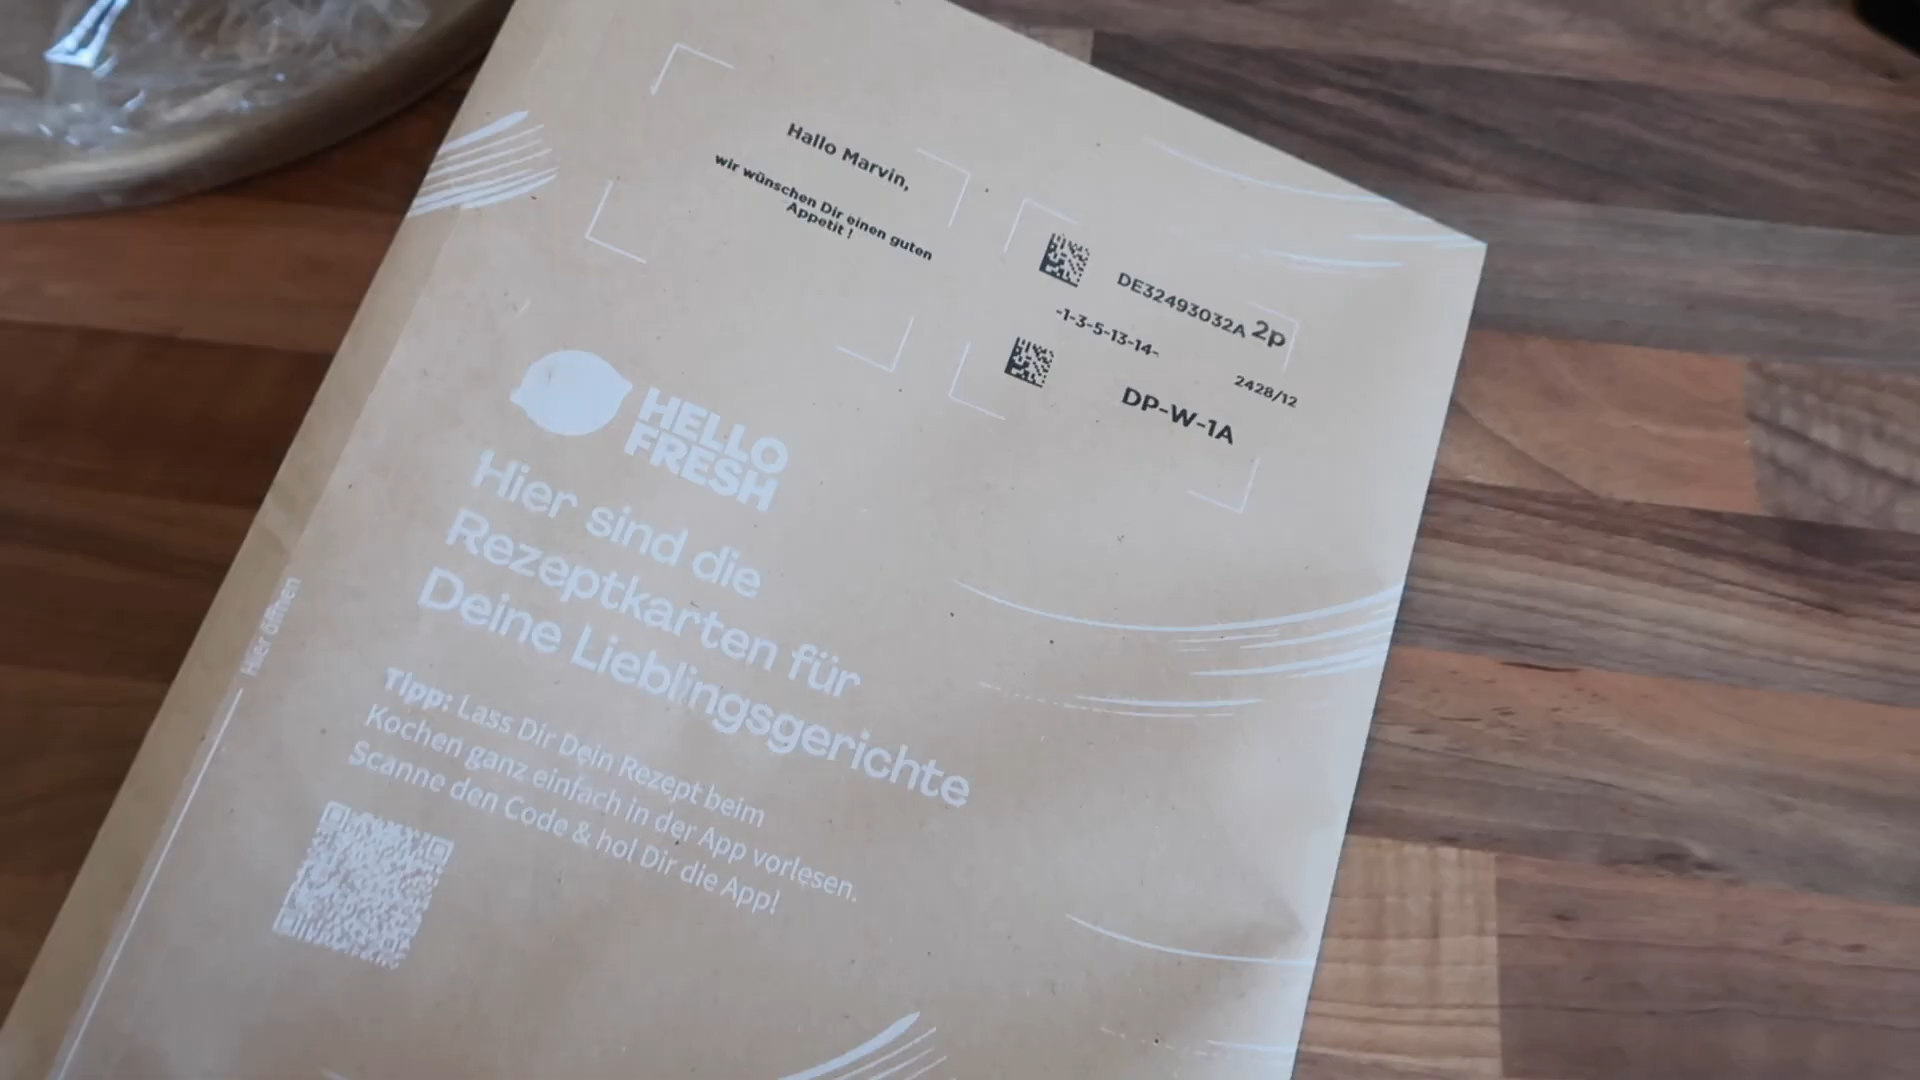 Hallo Marvin,
wir wünschen Dir einen guten
Appetit !
DE32493032A 2p
-1-3-5-13-14-
2428/12
DP-W-1A
HELLO
FRESH
Hier sind die
Rezeptkarten für
Deine Lieblingsgerichte
Tipp: Lass Dir Dein Rezept beim
Kochen ganz einfach in der App vorlesen.
Scanne den Code & hol Dir die App!
Hier öffnen